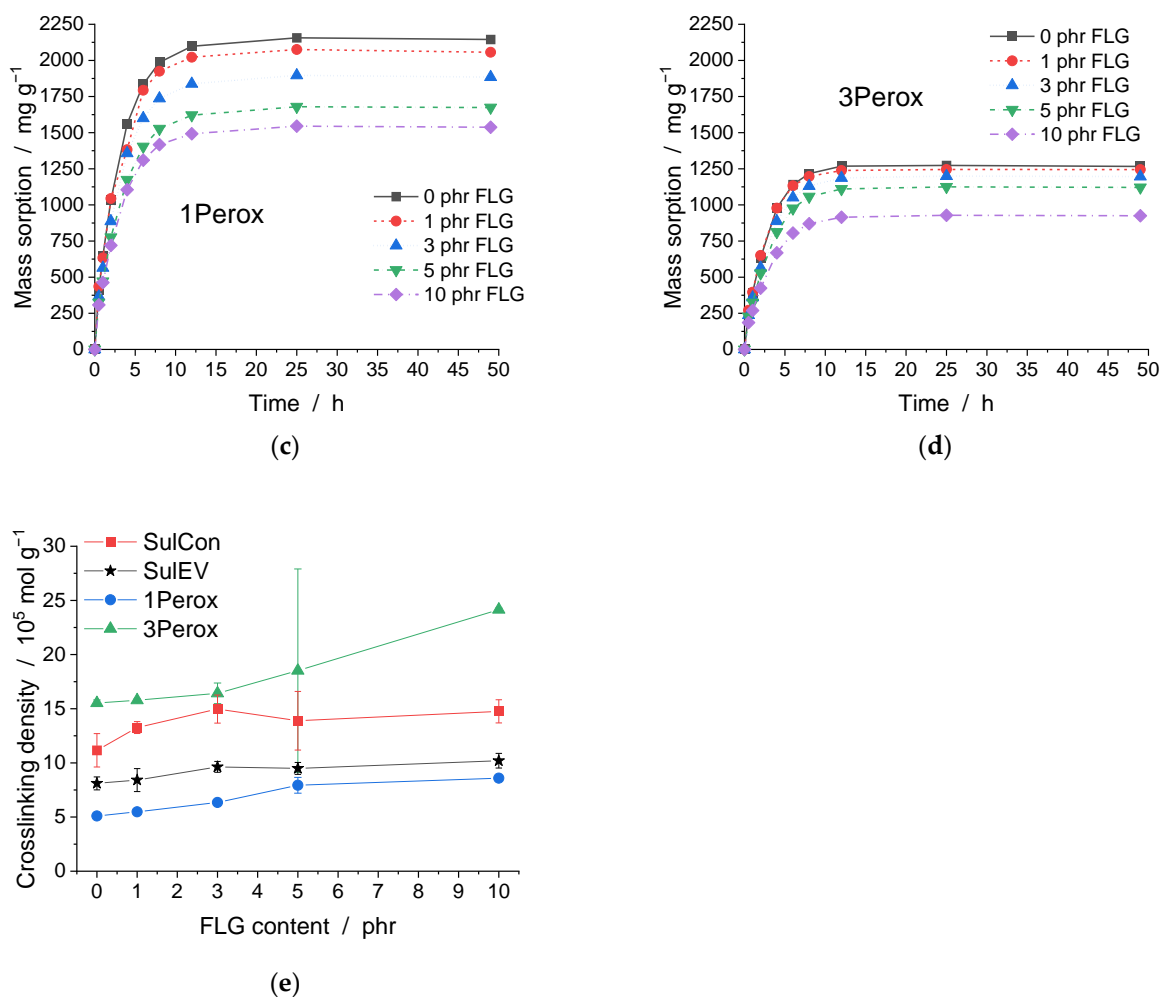 2250
2000
1750
1500
1250
1000
750
500
250
0
Mass sorption / mg g⁻¹
0 5 10 15 20 25 30 35 40 45 50
Time / h
1Perox
0 phr FLG
1 phr FLG
3 phr FLG
5 phr FLG
10 phr FLG
(c)
2250
2000
1750
1500
1250
1000
750
500
250
0
Mass sorption / mg g⁻¹
0 5 10 15 20 25 30 35 40 45 50
Time / h
3Perox
0 phr FLG
1 phr FLG
3 phr FLG
5 phr FLG
10 phr FLG
(d)
SulCon
SulEV
1Perox
3Perox
30
25
20
15
10
5
0
Crosslinking density / 10⁵ mol g⁻¹
0 1 2 3 4 5 6 7 8 9 10
FLG content / phr
(e)